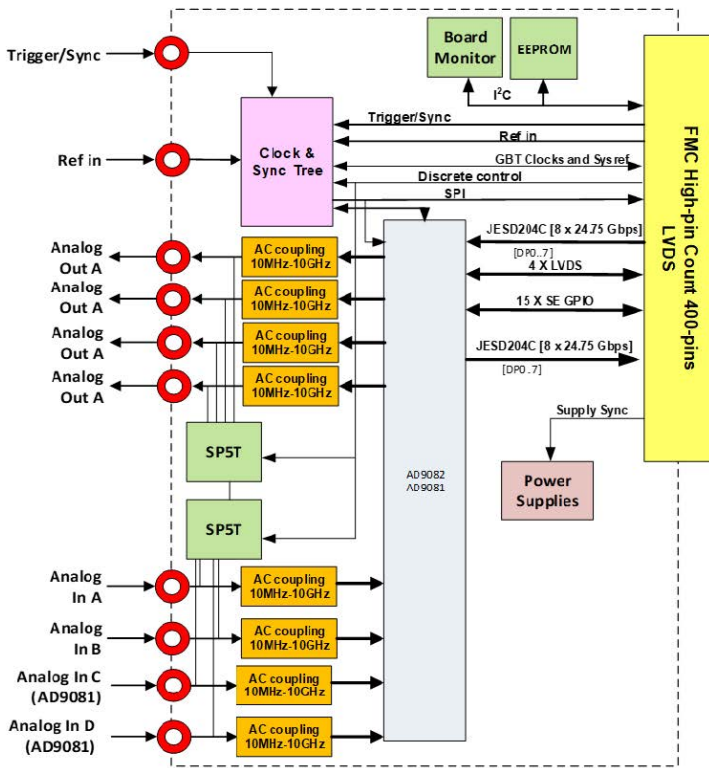 Board
Monitor
EEPROM
I²C
Trigger/Sync
Trigger/Sync
Ref in
Ref in
Clock &
Sync Tree
GBT Clocks and Sysref
Discrete control
SPI
FMC High-pin Count 400-pins
LVDS
JESD204C [8 x 24.75 Gbps]
[DP0..7]
4 X LVDS
15 X SE GPIO
JESD204C [8 x 24.75 Gbps]
[DP0..7]
Analog
Out A
AC coupling
10MHz-10GHz
Analog
Out A
AC coupling
10MHz-10GHz
Analog
Out A
AC coupling
10MHz-10GHz
Analog
Out A
AC coupling
10MHz-10GHz
Supply Sync
SP5T
Power
Supplies
AD9082
AD9081
SP5T
Analog
In A
AC coupling
10MHz-10GHz
Analog
In B
AC coupling
10MHz-10GHz
Analog In C
(AD9081)
AC coupling
10MHz-10GHz
Analog In D
(AD9081)
AC coupling
10MHz-10GHz